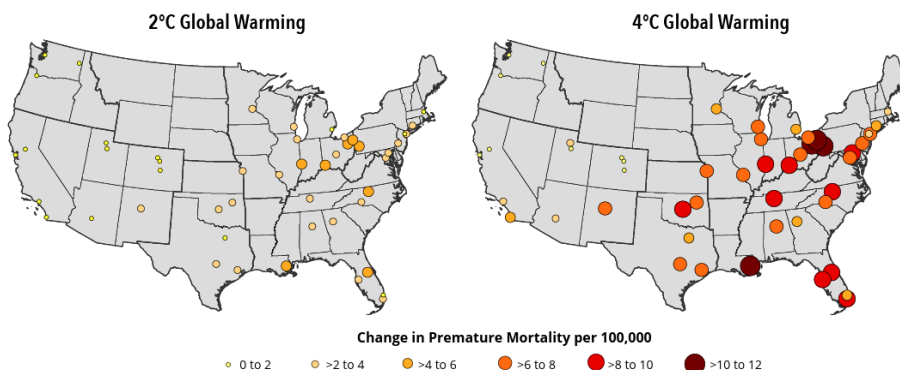 2°C Global Warming
4°C Global Warming
Change in Premature Mortality per 100,000
0 to 2
>2 to 4
>4 to 6
>6 to 8
>8 to 10
>10 to 12